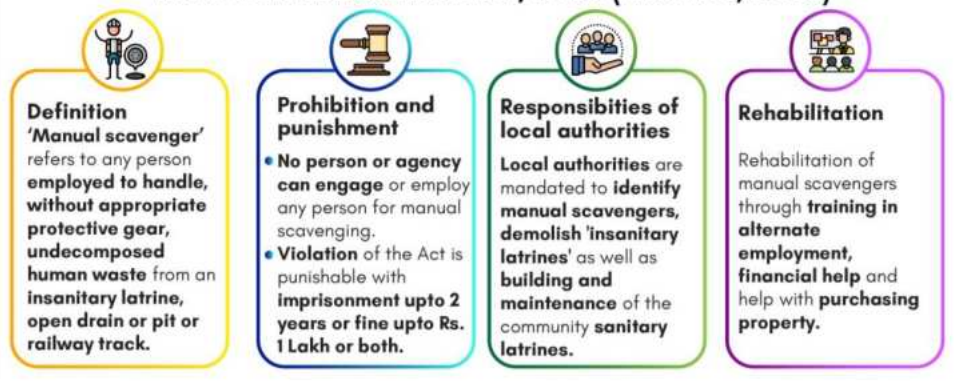 Definition
‘Manual scavenger’
refers to any person
employed to handle,
without appropriate
protective gear,
undecomposed
human waste from an
insanitary latrine,
open drain or pit or
railway track.
Prohibition and
punishment
• No person or agency
can engage or employ
any person for manual
scavenging.
• Violation of the Act is
punishable with
imprisonment upto 2
years or fine upto Rs.
1 Lakh or both.
Responsibities of
local authorities
Local authorities are
mandated to identify
manual scavengers,
demolish 'insanitary
latrines' as well as
building and
maintenance of the
community sanitary
latrines.
Rehabilitation
Rehabilitation of
manual scavengers
through training in
alternate
employment,
financial help and
help with purchasing
property.